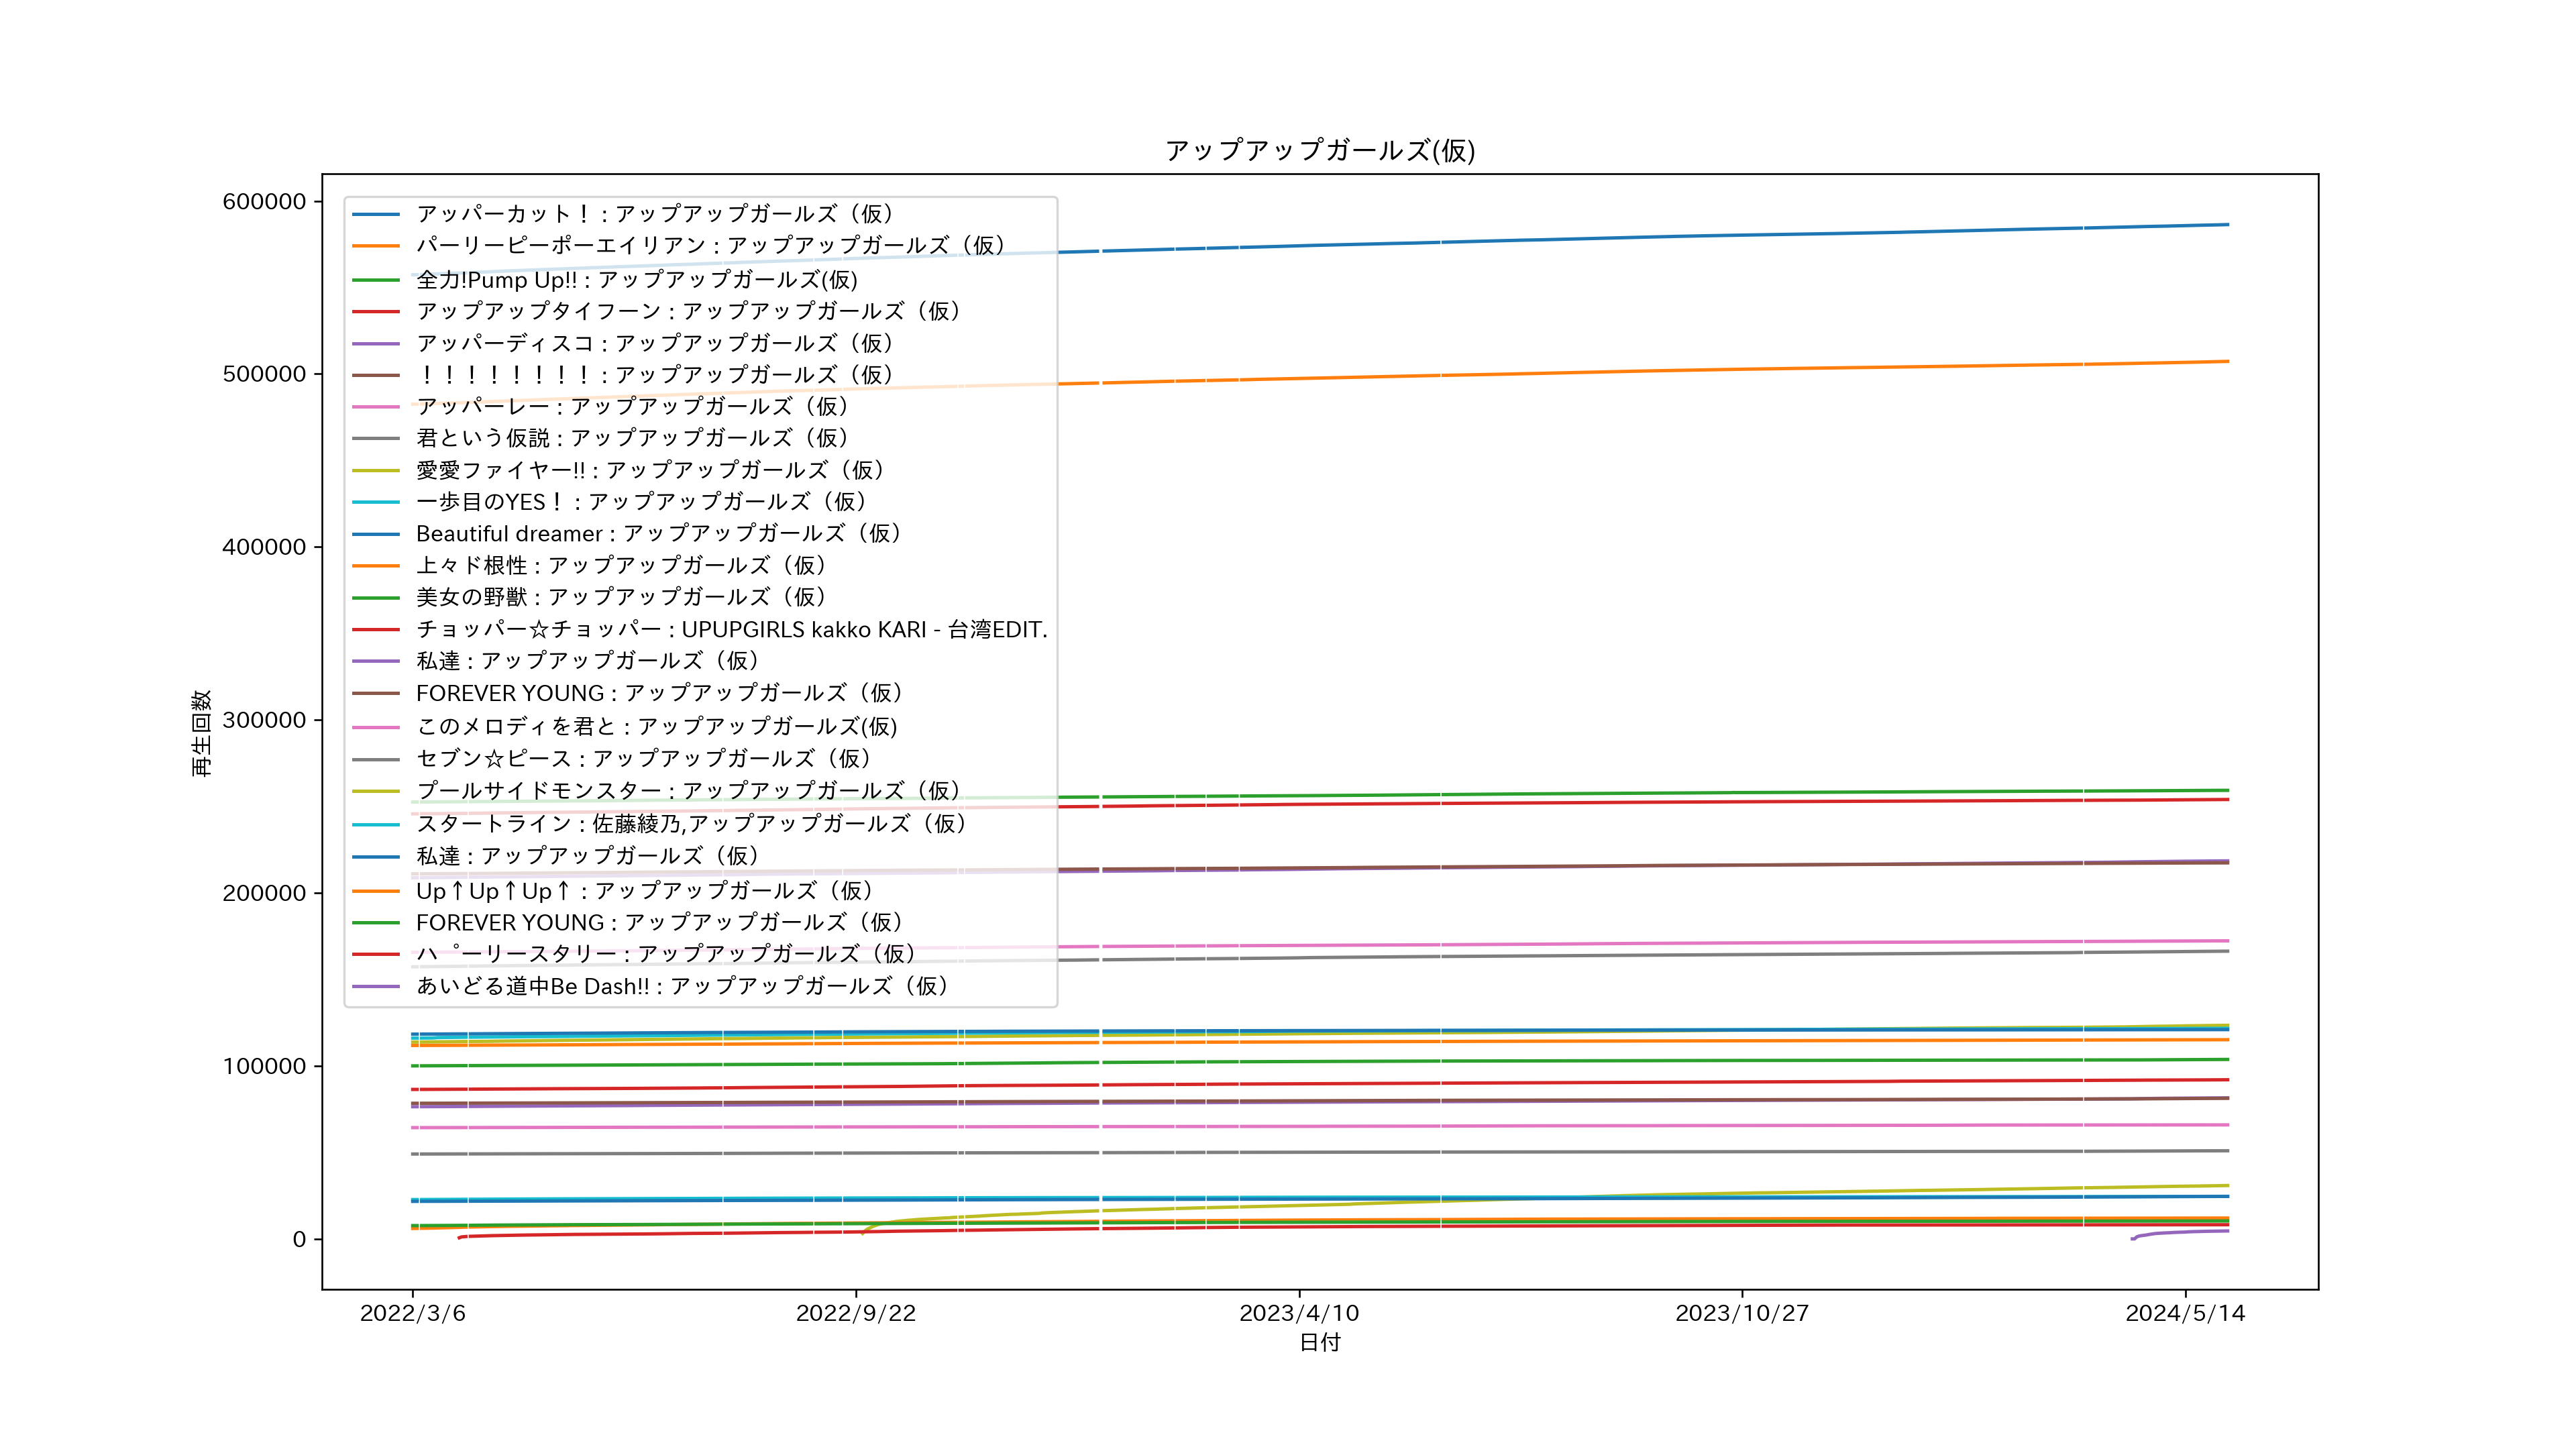 アップアップガールズ(仮)
600000
500000
400000
300000
200000
100000
0
再生回数
アッパーカット！ : アップアップガールズ（仮）
パーリーピーポーエイリアン : アップアップガールズ（仮）
全力!Pump Up!! : アップアップガールズ(仮)
アップアップタイフーン : アップアップガールズ（仮）
アッパーディスコ : アップアップガールズ（仮）
！！！！！！！！ : アップアップガールズ（仮）
アッパーレー : アップアップガールズ（仮）
君という仮説 : アップアップガールズ（仮）
愛愛ファイヤー!! : アップアップガールズ（仮）
一歩目のYES！ : アップアップガールズ（仮）
Beautiful dreamer : アップアップガールズ（仮）
上々ド根性 : アップアップガールズ（仮）
美女の野獣 : アップアップガールズ（仮）
チョッパー☆チョッパー : UPUPGIRLS kakko KARI - 台湾EDIT.
私達 : アップアップガールズ（仮）
FOREVER YOUNG : アップアップガールズ（仮）
このメロディを君と : アップアップガールズ(仮)
セブン☆ピース : アップアップガールズ（仮）
プールサイドモンスター : アップアップガールズ（仮）
スタートライン : 佐藤綾乃,アップアップガールズ（仮）
私達 : アップアップガールズ（仮）
Up↑Up↑Up↑ : アップアップガールズ（仮）
FOREVER YOUNG : アップアップガールズ（仮）
ハ゜ーリースタリー : アップアップガールズ（仮）
あいどる道中Be Dash!! : アップアップガールズ（仮）
2022/3/6
2022/9/22
2023/4/10
2023/10/27
2024/5/14
日付